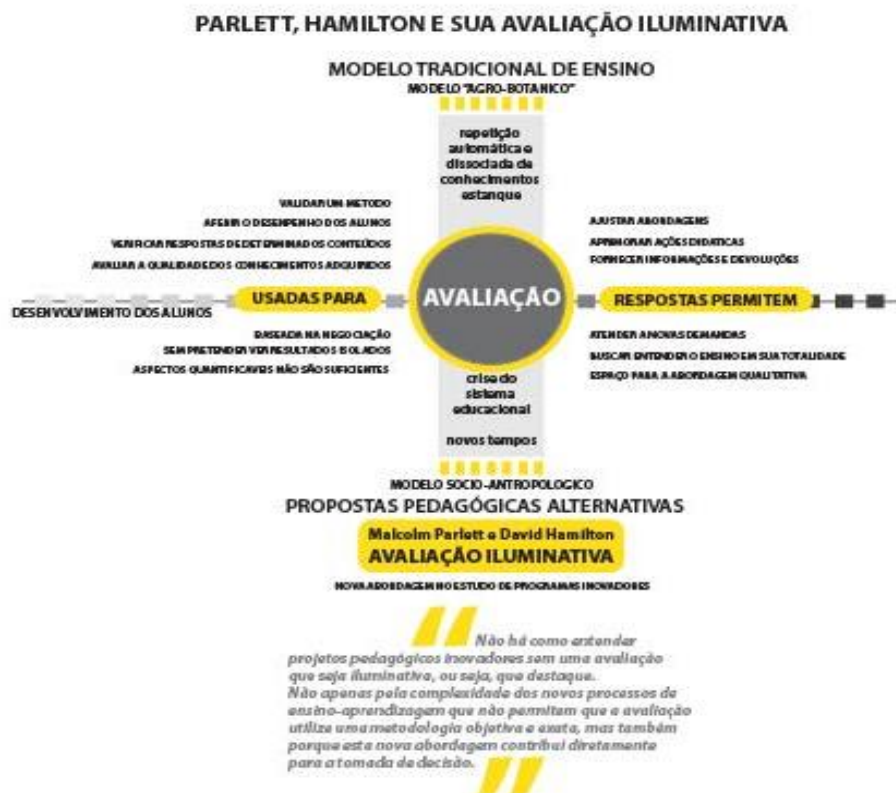 PARLETT, HAMILTON E SUA AVALIAÇÃO ILUMINATIVA
MODELO TRADICIONAL DE ENSINO
MODELO "AGRO-BOTANICO"
repetição
automática e
dissociada de
conhecimentos
estanque
VALIDAR UM METODO
AFERIR O DESENPENHO DOS ALUNOS
VERIFICAR RESPOSTAS DE DETERMINADOS CONTEÚDOS
AVALIAR A QUALIDADE DOS CONHECIMENTOS ADQUIRIDOS
AJUSTAR ABORDAGENS
APRIMORAR AÇÕES DIDATICAS
FORNECER INFORMAÇÕES E DEVOLUÇÕES
USADAS PARA
AVALIAÇÃO
RESPOSTAS PERMITEM
DESENVOLVIMENTO DOS ALUNOS
BASEADA NA NEGOCIAÇÃO
SEM PRETENDER VER RESULTADOS ISOLADOS
ASPECTOS QUANTIFICAVEIS NÃO SÃO SUFICIENTES
ATENDER A NOVAS DEMANDAS
BUSCAR ENTENDER O ENSINO EM SUA TOTALIDADE
ESPAÇO PARA A ABORDAGEM QUALITATIVA
crise do
sistema
educacional
novos tempos
MODELO SOCIO-ANTROPOLOGICO
PROPOSTAS PEDAGÓGICAS ALTERNATIVAS
Malcolm Parlett e David Hamilton
AVALIAÇÃO ILUMINATIVA
NOVA ABORDAGEM NO ESTUDO DE PROGRAMAS INOVADORES
Não há como entender
projetos pedagógicos inovadores sem uma avaliação
que seja iluminativa, ou seja, que destaque.
Não apenas pela complexidade dos novos processos de
ensino-aprendizagem que não permitem que a avaliação
utilize uma metodologia objetiva e exata, mas também
porque esta nova abordagem contribui diretamente
para a tomada de decisão.